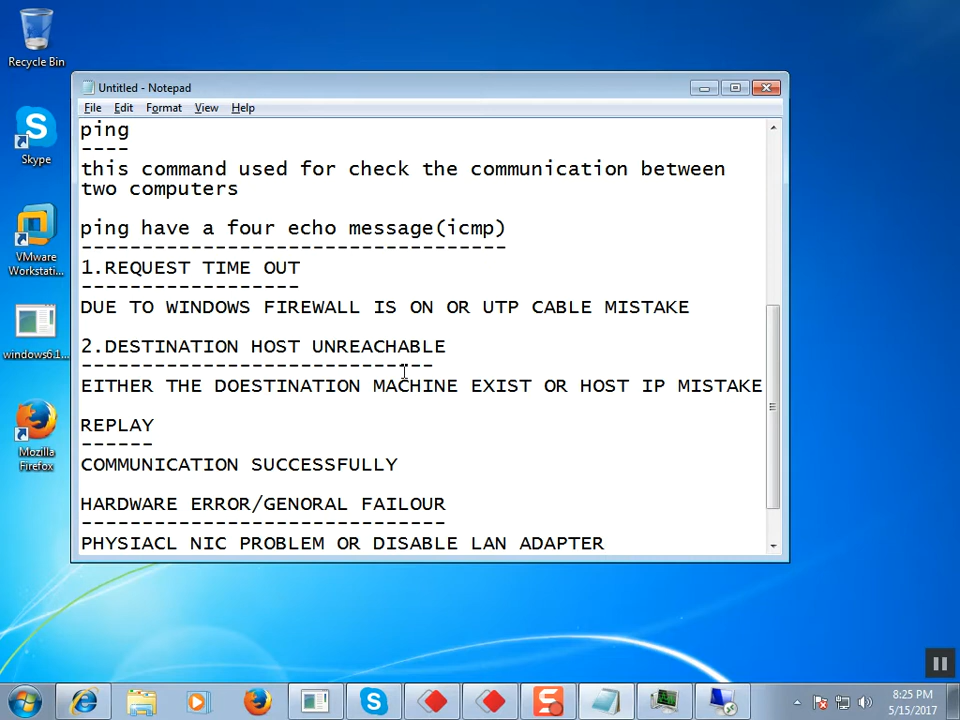 Recycle Bin
Skype
VMware
Workstati...
windows6.1...
Mozilla
Firefox
Untitled - Notepad
File Edit Format View Help
ping
----
this command used for check the communication between
two computers
ping have a four echo message(icmp)
-----------------------------------
1.REQUEST TIME OUT
------------------
DUE TO WINDOWS FIREWALL IS ON OR UTP CABLE MISTAKE
2.DESTINATION HOST UNREACHABLE
-----------------------------
EITHER THE DOESTINATION MACHINE EXIST OR HOST IP MISTAKE
REPLAY
------
COMMUNICATION SUCCESSFULLY
HARDWARE ERROR/GENORAL FAILOUR
------------------------------
PHYSIACL NIC PROBLEM OR DISABLE LAN ADAPTER
8:25 PM
5/15/2017